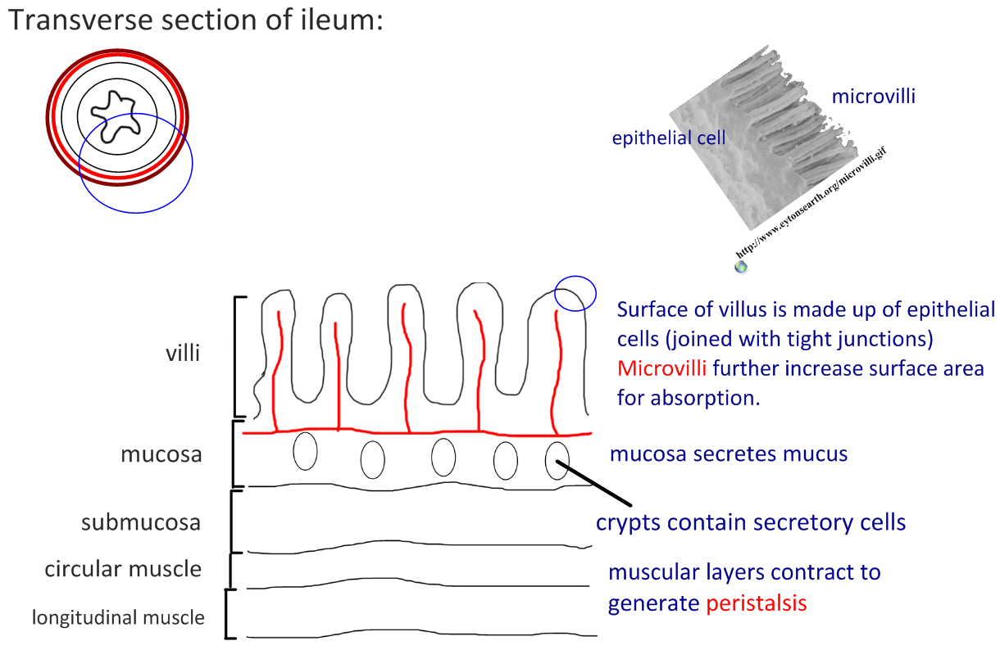 Transverse section of ileum:
microvilli
epithelial cell
http://www.cytonsearth.org/microvilli.gif
villi
Surface of villus is made up of epithelial
cells (joined with tight junctions)
Microvilli further increase surface area
for absorption.
mucosa
mucosa secretes mucus
submucosa
crypts contain secretory cells
circular muscle
muscular layers contract to
generate peristalsis
longitudinal muscle